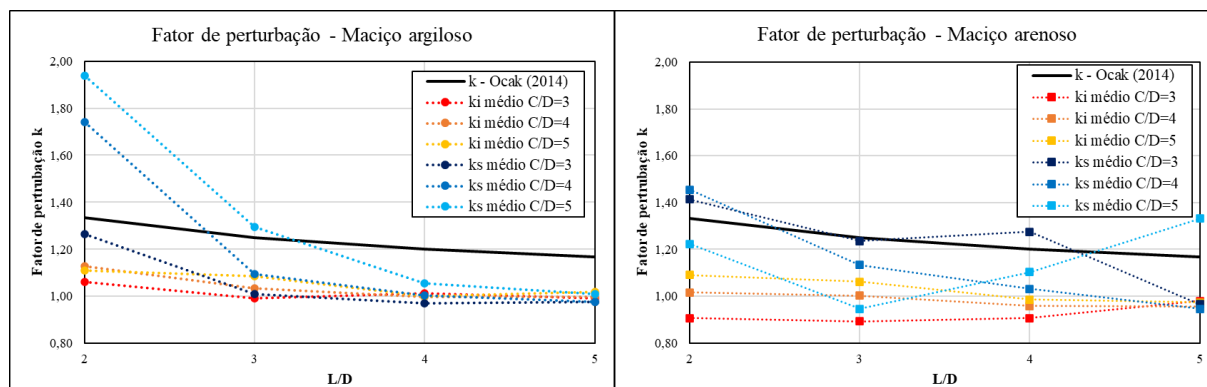 Fator de perturbação - Maciço argiloso
2,00
1,80
1,60
1,40
1,20
1,00
0,80
Fator de pertrubação k
2
3
4
5
L/D
k - Ocak (2014)
ki médio C/D=3
ki médio C/D=4
ki médio C/D=5
ks médio C/D=3
ks médio C/D=4
ks médio C/D=5
Fator de perturbação - Maciço arenoso
2,00
1,80
1,60
1,40
1,20
1,00
0,80
Fator de perturbação k
2
3
4
5
L/D
k - Ocak (2014)
ki médio C/D=3
ki médio C/D=4
ki médio C/D=5
ks médio C/D=3
ks médio C/D=4
ks médio C/D=5